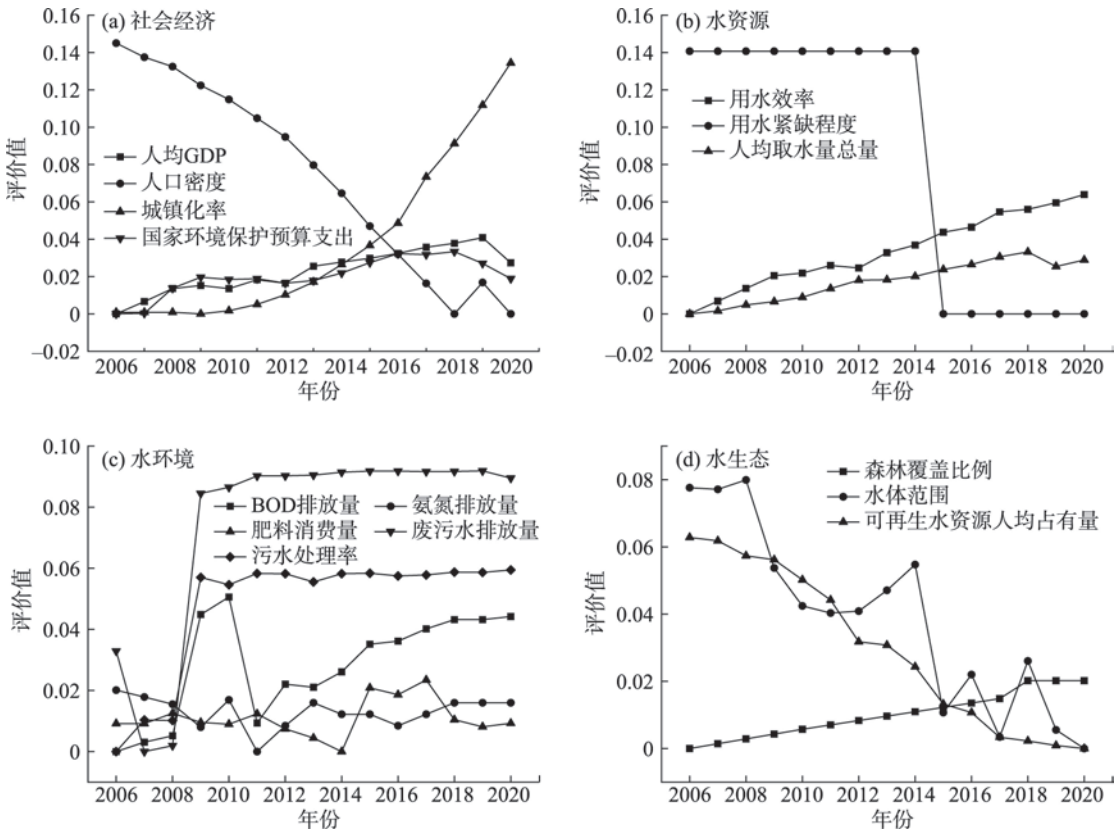 (a) 社会经济
0.16
0.14
0.12
0.10
0.08
0.06
0.04
0.02
0
–0.02
评价值
人均GDP
人口密度
城镇化率
国家环境保护预算支出
2006 2008 2010 2012 2014 2016 2018 2020
年份
(b) 水资源
0.16
0.14
0.12
0.10
0.08
0.06
0.04
0.02
0
–0.02
评价值
用水效率
用水紧缺程度
人均取水量总量
2006 2008 2010 2012 2014 2016 2018 2020
年份
(c) 水环境
0.10
0.08
0.06
0.04
0.02
0
评价值
BOD排放量 氨氮排放量
肥料消费量 废污水排放量
污水处理率
2006 2008 2010 2012 2014 2016 2018 2020
年份
(d) 水生态
0.08
0.06
0.04
0.02
0
评价值
森林覆盖比例
水体范围
可再生水资源人均占有量
2006 2008 2010 2012 2014 2016 2018 2020
年份